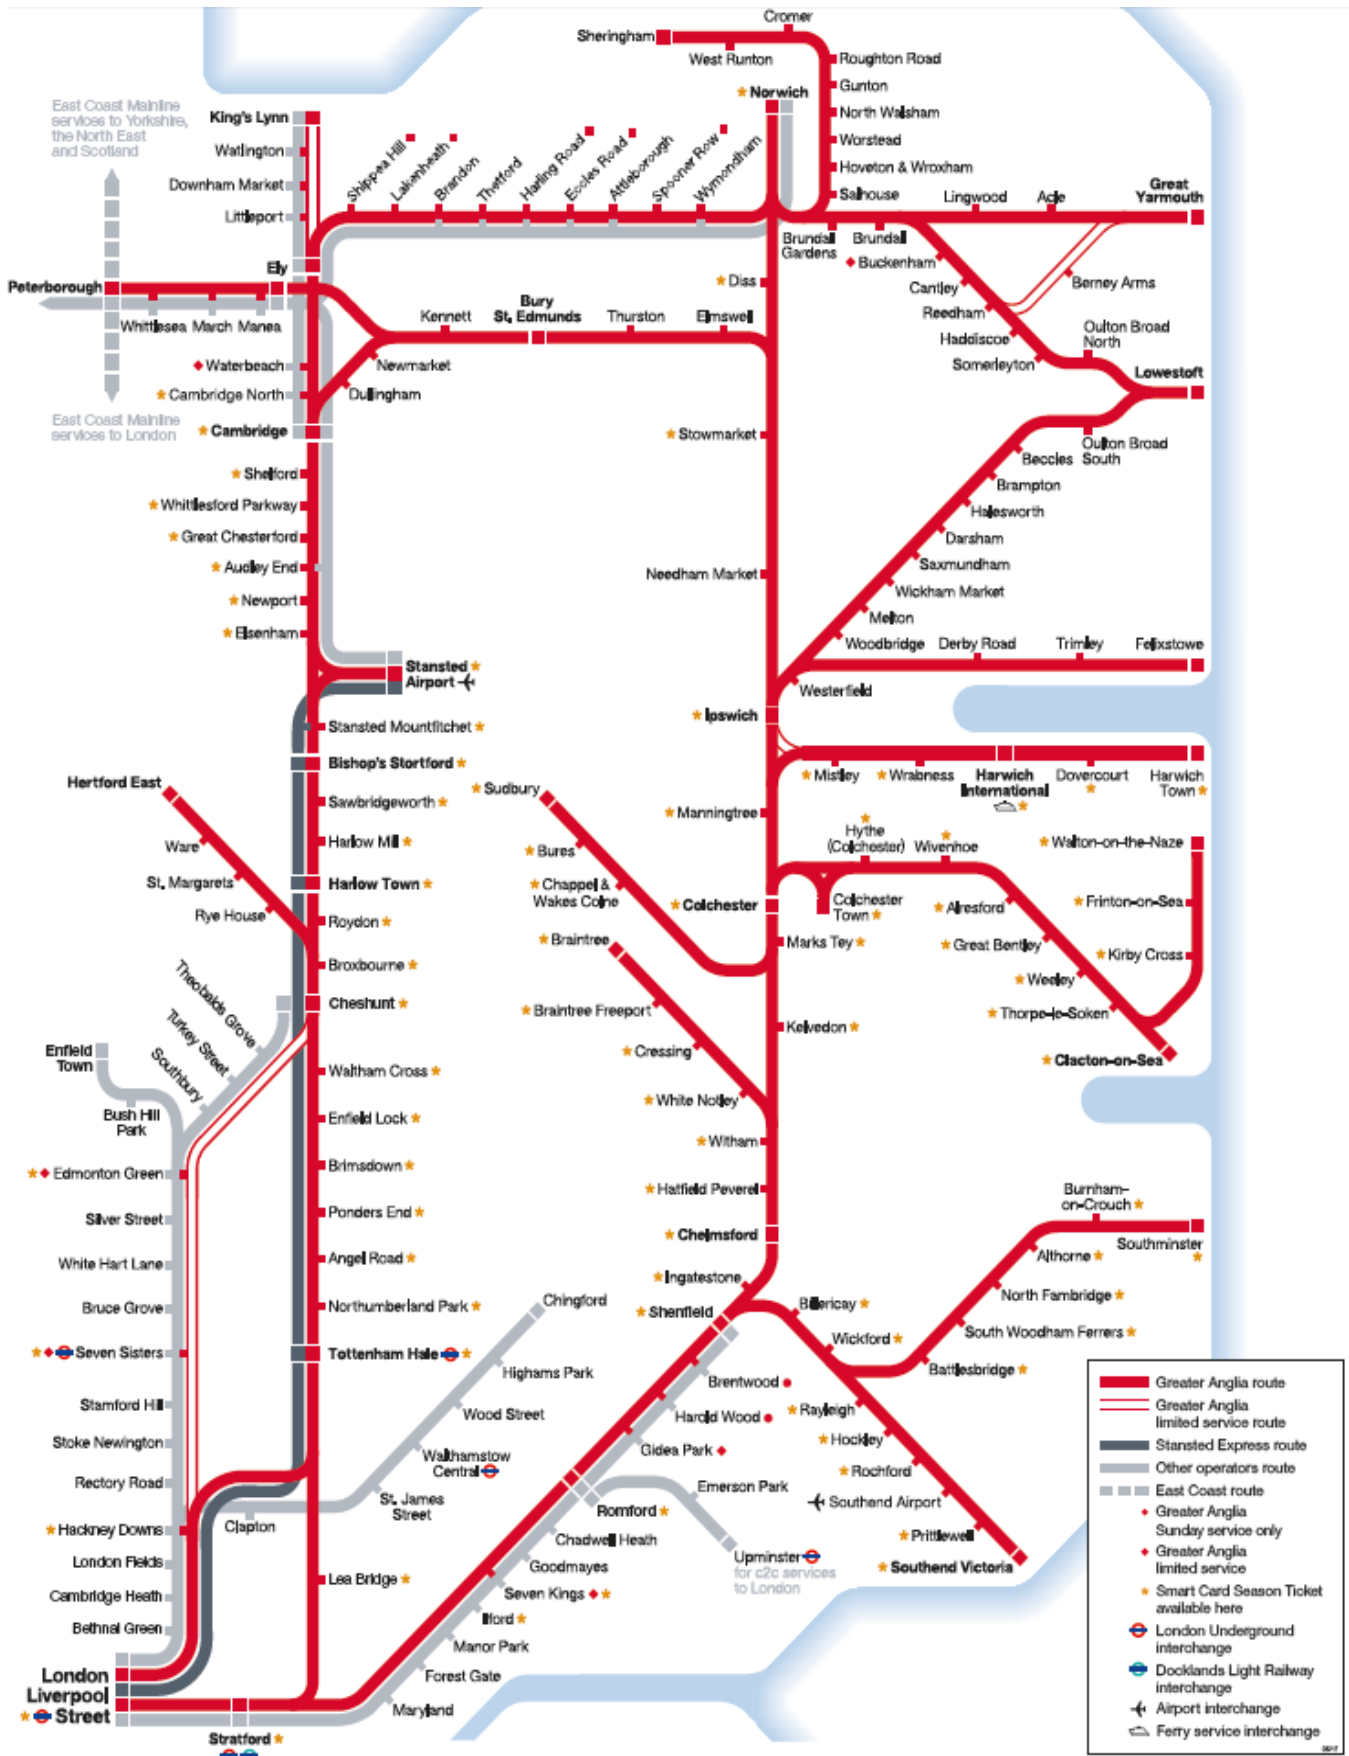 Cromer
Sheringham
West Runton
Roughton Road
Gunton
North Walsham
Worstead
Hoveton & Wroxham
Salhouse
Norwich
East Coast Mainline
services to Yorkshire,
the North East
and Scotland
King's Lynn
Watlington
Downham Market
Littleport
Ely
Shippea Hill
Lakenheath
Brandon
Thetford
Harling Road
Eccles Road
Attleborough
Spooner Row
Wymondham
Lingwood
Acle
Great
Yarmouth
Brundall
Gardens
Brundall
Buckenham
Cantley
Reedham
Haddiscoe
Somerleyton
Berney Arms
Oulton Broad
North
Lowestoft
Peterborough
Whittlesea
March
Manea
Diss
Kennett
Bury
St. Edmunds
Thurston
Elmswell
Newmarket
Dullingham
Waterbeach
Cambridge North
East Coast Mainline
services to London
Cambridge
Stowmarket
Oulton Broad
South
Beccles
Brampton
Halesworth
Darsham
Saxmundham
Wickham Market
Melton
Woodbridge
Derby Road
Trimley
Felixstowe
Westerfield
Shelford
Whittlesford Parkway
Great Chesterford
Audley End
Newport
Elsenham
Needham Market
Stansted
Airport
Ipswich
Stansted Mountfitchet
Bishop's Stortford
Sawbridgeworth
Harlow Mill
Harlow Town
Roydon
Broxbourne
Cheshunt
Hertford East
Ware
St. Margarets
Rye House
Mistley
Wrabness
Harwich
International
Dovercourt
Harwich
Town
Sudbury
Bures
Chappel &
Wakes Colne
Manningtree
Hythe
(Colchester)
Wivenhoe
Walton-on-the-Naze
Colchester
Colchester
Town
Alresford
Great Bentley
Weeley
Thorpe-le-Soken
Frinton-on-Sea
Kirby Cross
Clacton-on-Sea
Braintree
Braintree Freeport
Cressing
White Notley
Marks Tey
Kelvedon
Witham
Hatfield Peverel
Chelmsford
Ingatestone
Shenfield
Theobalds Grove
Turkey Street
Southbury
Enfield
Town
Bush Hill
Park
Edmonton Green
Silver Street
White Hart Lane
Bruce Grove
Seven Sisters
Stamford Hill
Stoke Newington
Rectory Road
Hackney Downs
London Fields
Cambridge Heath
Bethnal Green
London
Liverpool
Street
Waltham Cross
Enfield Lock
Brimsdown
Ponders End
Angel Road
Northumberland Park
Tottenham Hale
Lea Bridge
Stratford
Chingford
Highams Park
Wood Street
Walthamstow
Central
St. James
Street
Clapton
Burnham-
on-Crouch
Southminster
Althorne
North Fambridge
South Woodham Ferrers
Battlesbridge
Billericay
Wickford
Rayleigh
Hockley
Rochford
Southend Airport
Prittlewell
Southend Victoria
Brentwood
Harold Wood
Gidea Park
Emerson Park
Romford
Upminster
for c2c services
to London
Chadwell Heath
Goodmayes
Seven Kings
Ilford
Manor Park
Forest Gate
Maryland
Greater Anglia route
Greater Anglia
limited service route
Stansted Express route
Other operators route
East Coast route
Greater Anglia
Sunday service only
Greater Anglia
limited service
Smart Card Season Ticket
available here
London Underground
interchange
Docklands Light Railway
interchange
Airport interchange
Ferry service interchange